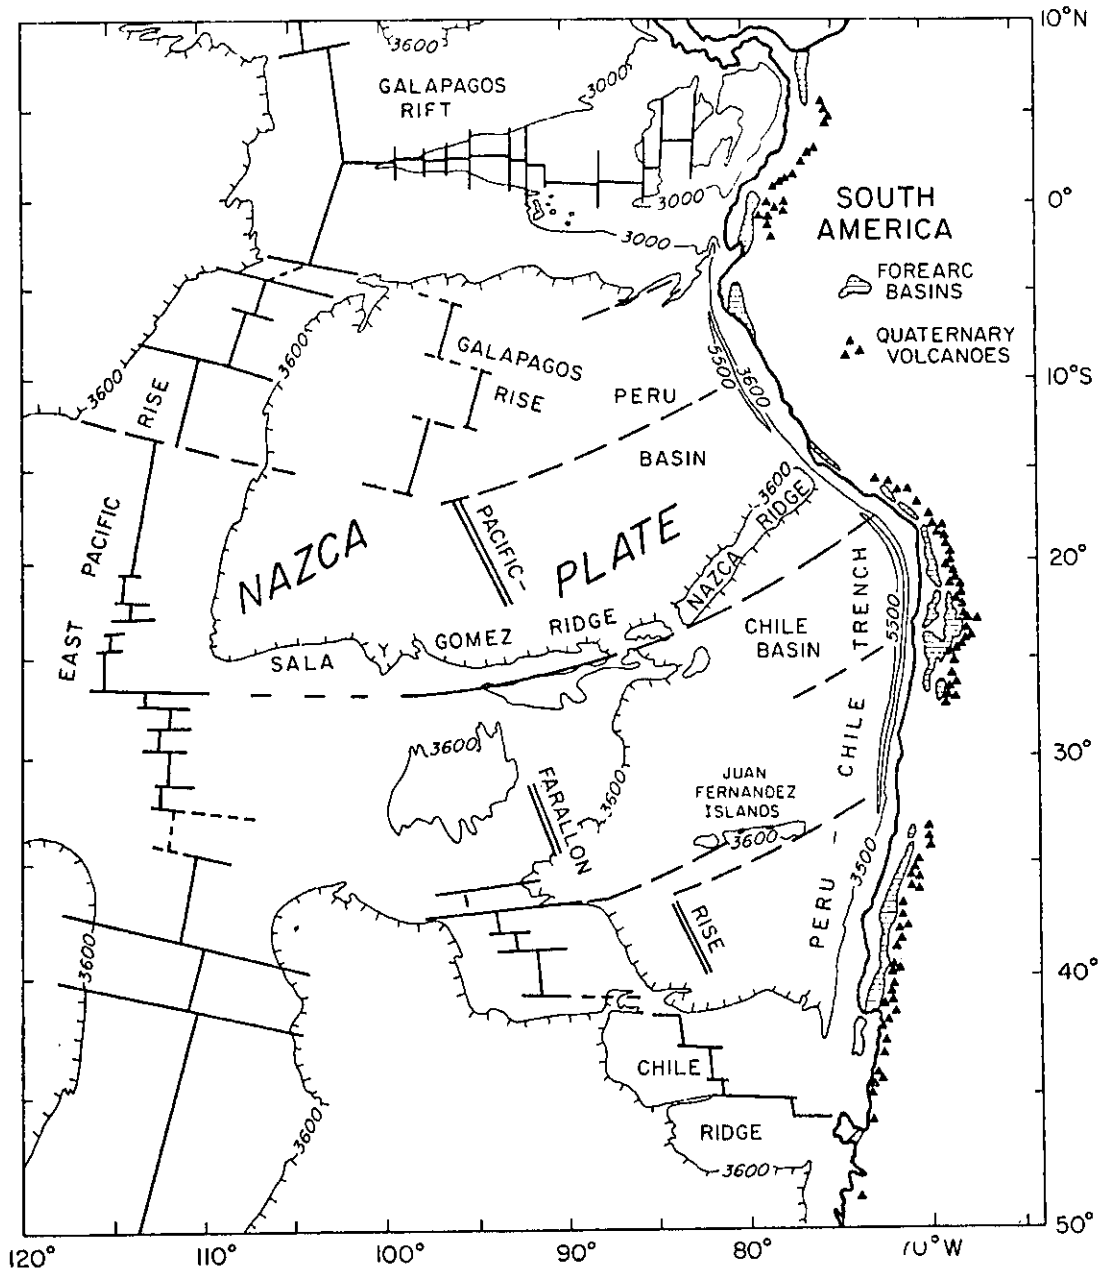 10°N
3600
GALAPAGOS
RIFT
3000
SOUTH
AMERICA
0°
3000
3000
FOREARC
BASINS
QUATERNARY
VOLCANOES
3600
3600
RISE
GALAPAGOS
RISE
PERU
BASIN
5500
3600
10°S
3600
NAZCA
RIDGE
PACIFIC
EAST
NAZCA
PLATE
PACIFIC-
FARALLON
RISE
20°
SALA
Y
GOMEZ
RIDGE
CHILE
BASIN
5500
PERU – CHILE TRENCH
3600
3600
30°
JUAN
FERNANDEZ
ISLANDS
3600
3500
3600
40°
CHILE
RIDGE
3600
3600
50°
120°
110°
100°
90°
80°
70°W